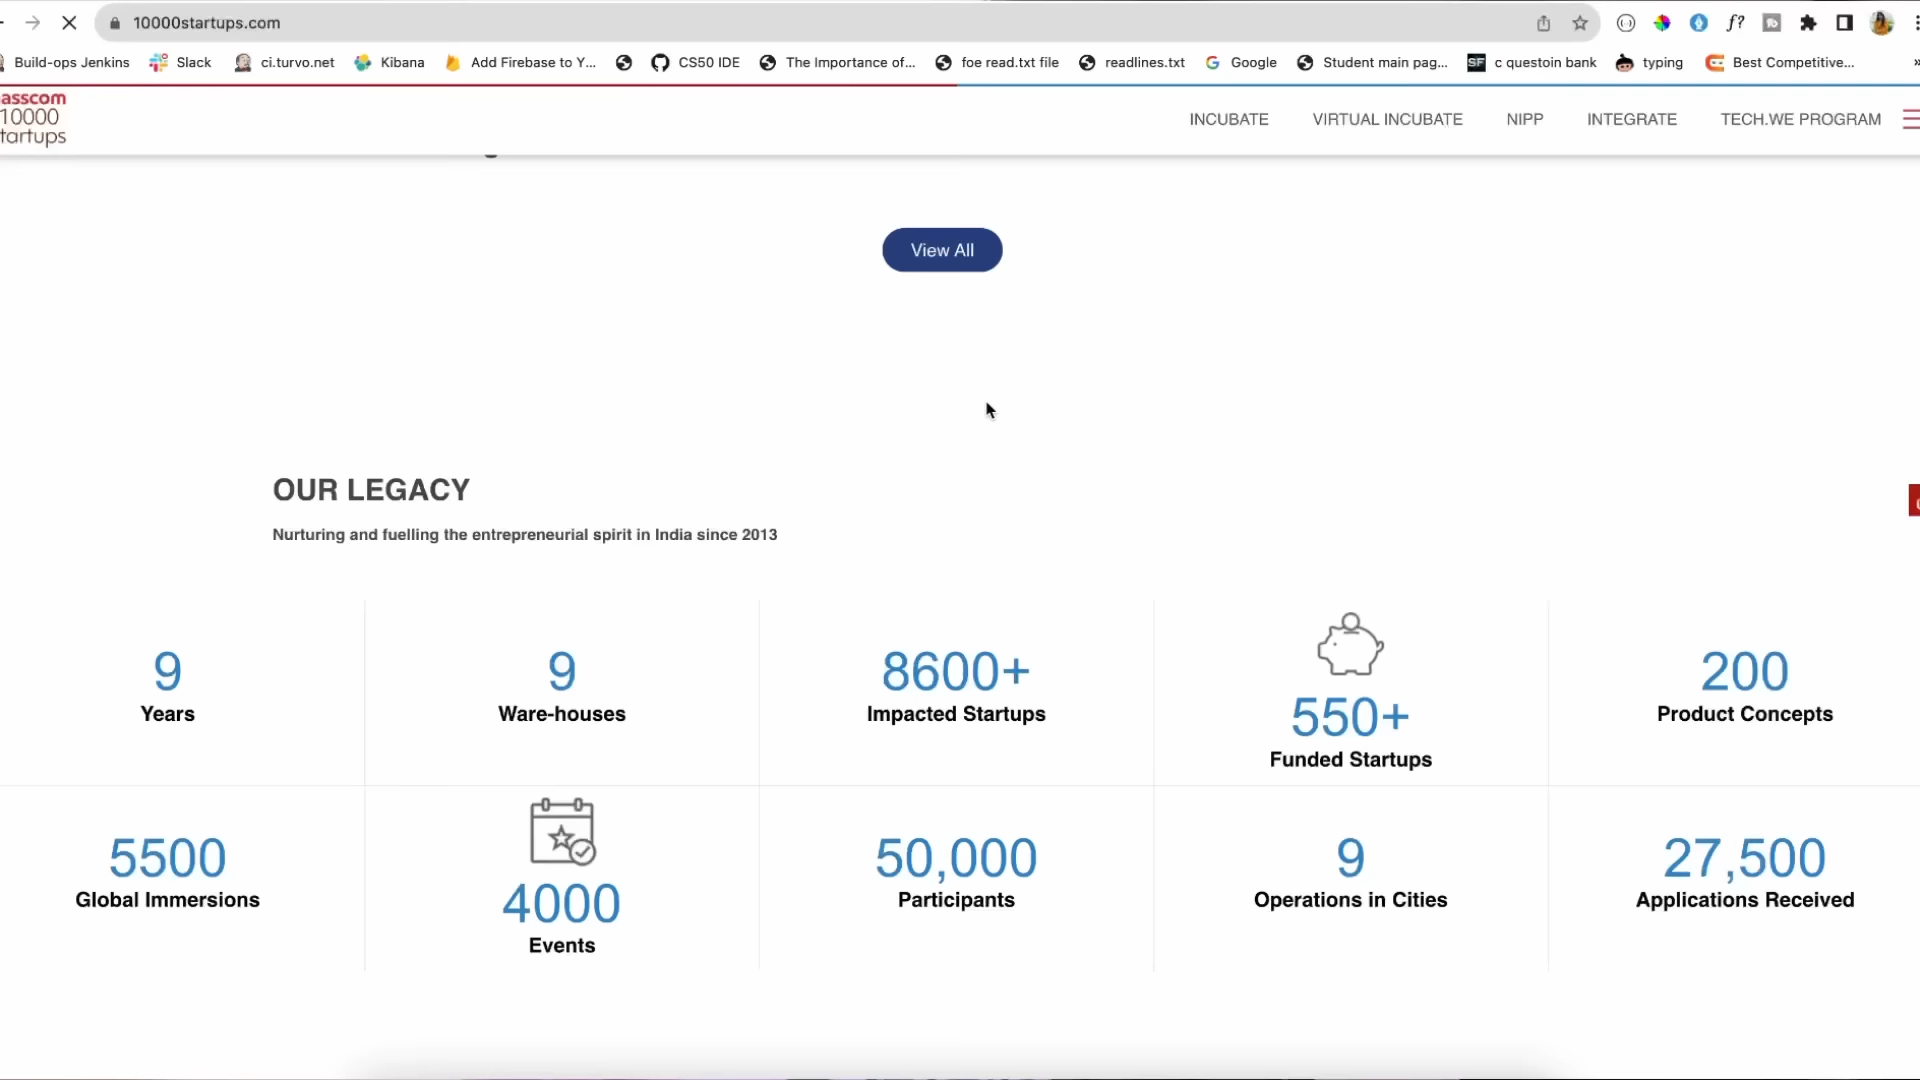 10000startups.com
f?
Build-ops Jenkins Slack ci.turvo.net Kibana Add Firebase to Y... CS50 IDE The Importance of... foe read.txt file readlines.txt Google Student main pag... SF c questoin bank typing Best Competitive... »
asscom
10000
tartups
INCUBATE VIRTUAL INCUBATE NIPP INTEGRATE TECH.WE PROGRAM
View All
OUR LEGACY
Nurturing and fuelling the entrepreneurial spirit in India since 2013
9
Years
9
Ware-houses
8600+
Impacted Startups
550+
Funded Startups
200
Product Concepts
5500
Global Immersions
4000
Events
50,000
Participants
9
Operations in Cities
27,500
Applications Received